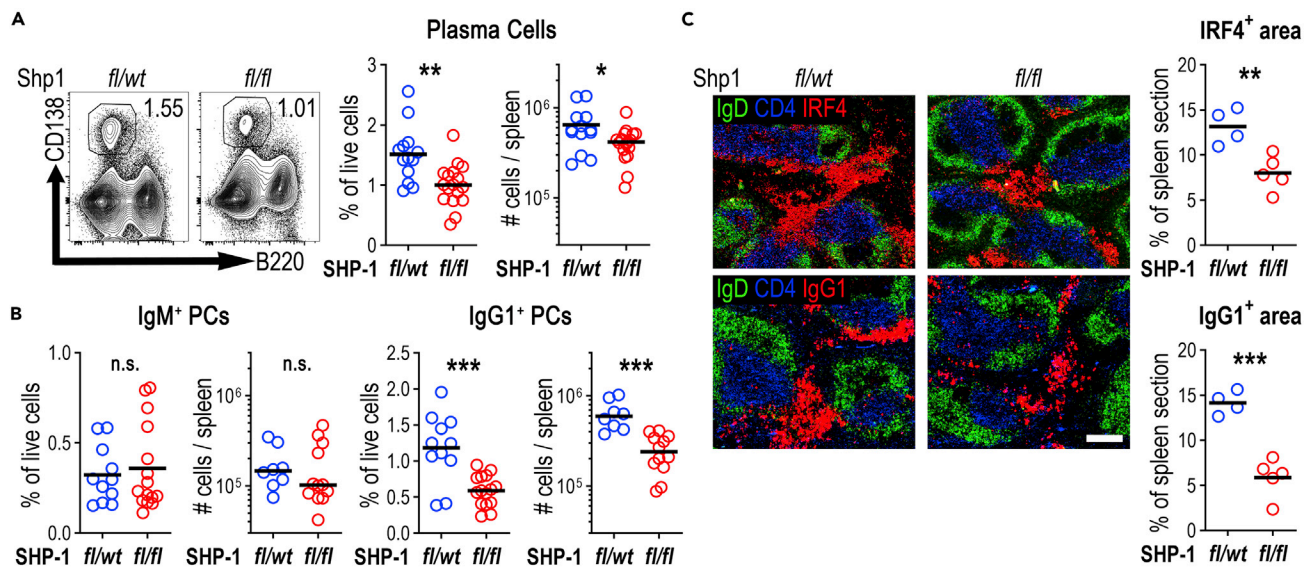 A
Plasma Cells
Shp1 fl/wt fl/fl
1.55 1.01
CD138
B220
** *
3
2
1
0
% of live cells
10⁶
10⁵
# cells / spleen
SHP-1 fl/wt fl/fl SHP-1 fl/wt fl/fl
B
IgM⁺ PCs IgG1⁺ PCs
n.s. n.s. *** ***
1.0
0.5
0.0
% of live cells
10⁶
10⁵
# cells / spleen
2.5
2.0
1.5
1.0
0.5
0.0
% of live cells
10⁶
10⁵
# cells / spleen
SHP-1 fl/wt fl/fl SHP-1 fl/wt fl/fl SHP-1 fl/wt fl/fl SHP-1 fl/wt fl/fl
C
Shp1 fl/wt fl/fl
IgD CD4 IRF4
IgD CD4 IgG1
IRF4⁺ area
**
20
15
10
5
0
% of spleen section
SHP-1 fl/wt fl/fl
IgG1⁺ area
***
20
15
10
5
0
% of spleen section
SHP-1 fl/wt fl/fl